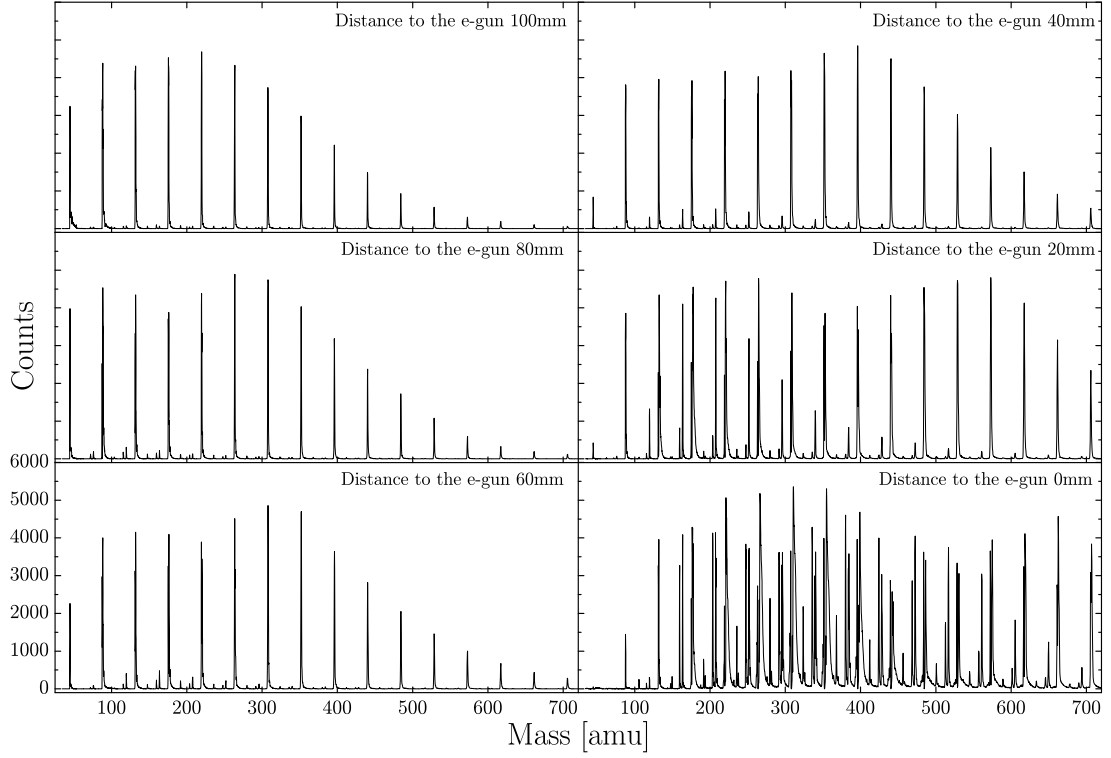 Distance to the e-gun 100mm
Distance to the e-gun 40mm
Distance to the e-gun 80mm
Distance to the e-gun 20mm
Counts
6000
Distance to the e-gun 60mm
Distance to the e-gun 0mm
5000
4000
3000
2000
1000
0
100 200 300 400 500 600 700 100 200 300 400 500 600 700
Mass [amu]